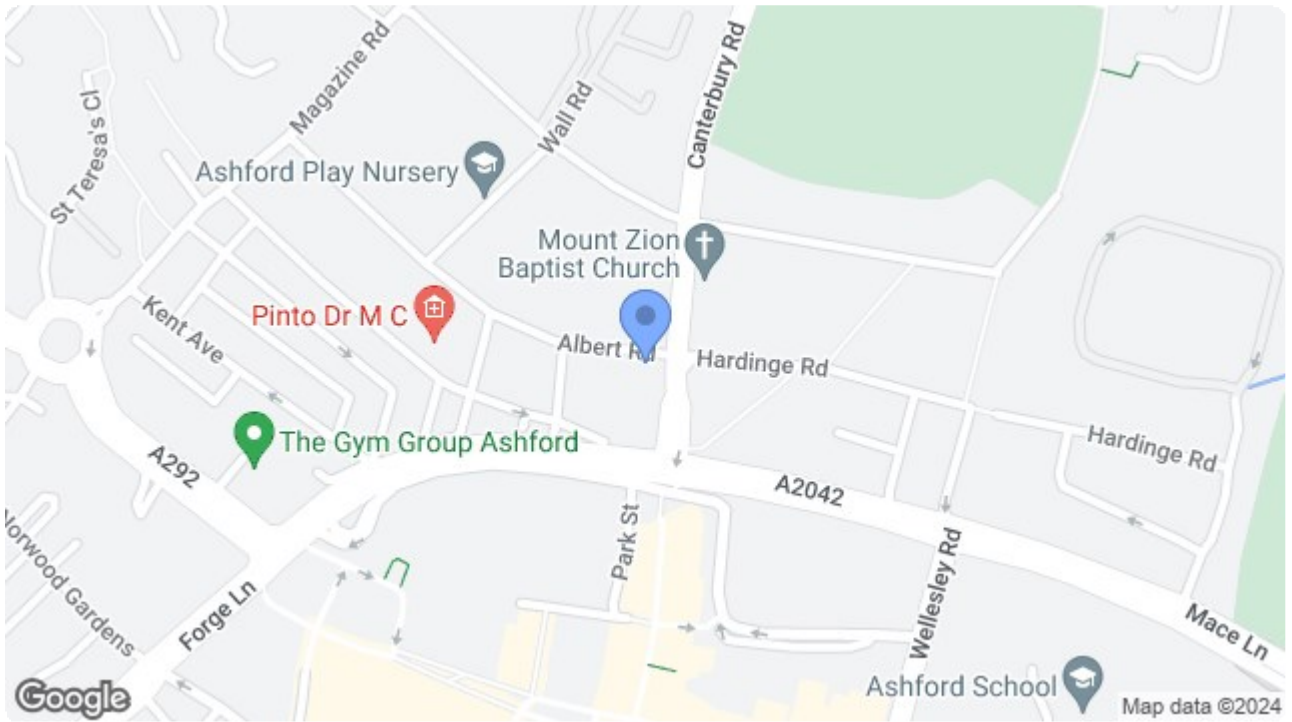 Magazine Rd
Canterbury Rd
Wall Rd
St Teresa's Cl
Ashford Play Nursery
Mount Zion
Baptist Church
Pinto Dr M C
Kent Ave
Albert Rd
Hardinge Rd
The Gym Group Ashford
Hardinge Rd
A292
A2042
Park St
Norwood Gardens
Wellesley Rd
Forge Ln
Mace Ln
Ashford School
Google
Map data ©2024